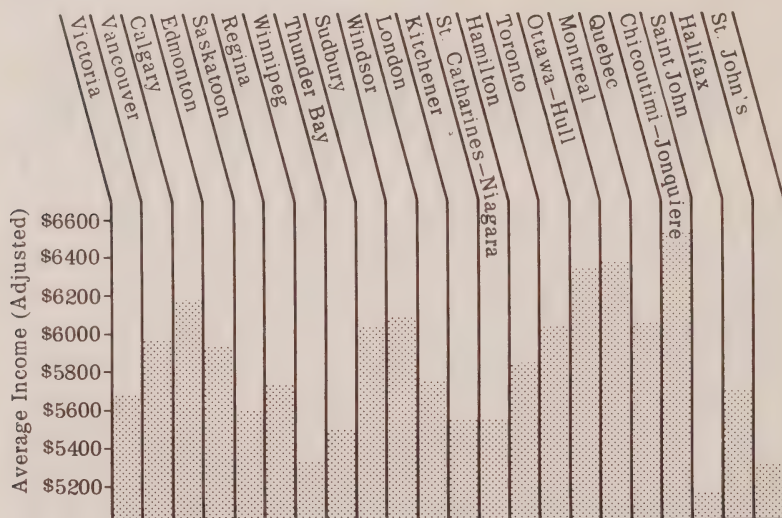 Victoria
Vancouver
Calgary
Edmonton
Saskatoon
Regina
Winnipeg
Thunder Bay
Sudbury
Windsor
London
Kitchener
St. Catharines–Niagara
Hamilton
Toronto
Ottawa–Hull
Montreal
Quebec
Chicoutimi–Jonquiere
Saint John
Halifax
St. John's
Average Income (Adjusted)
$6600
$6400
$6200
$6000
$5800
$5600
$5400
$5200